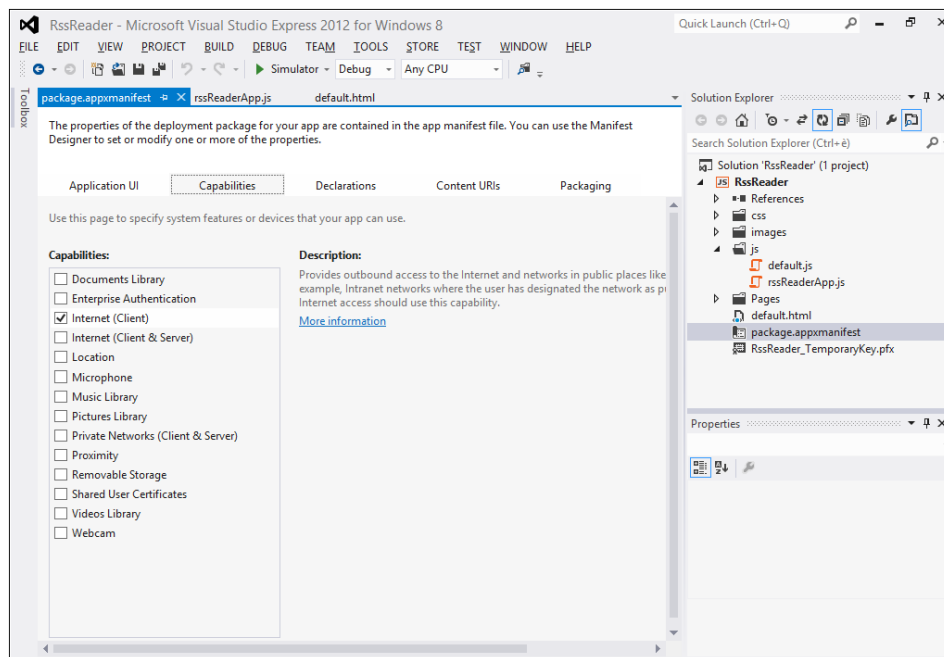 RssReader - Microsoft Visual Studio Express 2012 for Windows 8
Quick Launch (Ctrl+Q)
FILE EDIT VIEW PROJECT BUILD DEBUG TEAM TOOLS STORE TEST WINDOW HELP
Simulator Debug Any CPU
Toolbox
package.appxmanifest rssReaderApp.js default.html
The properties of the deployment package for your app are contained in the app manifest file. You can use the Manifest
Designer to set or modify one or more of the properties.
Application UI Capabilities Declarations Content URIs Packaging
Use this page to specify system features or devices that your app can use.
Capabilities:
Documents Library
Enterprise Authentication
Internet (Client)
Internet (Client & Server)
Location
Microphone
Music Library
Pictures Library
Private Networks (Client & Server)
Proximity
Removable Storage
Shared User Certificates
Videos Library
Webcam
Description:
Provides outbound access to the Internet and networks in public places like
example, Intranet networks where the user has designated the network as pu
Internet access should use this capability.
More information
Solution Explorer
Search Solution Explorer (Ctrl+è)
Solution 'RssReader' (1 project)
JS RssReader
References
css
images
js
default.js
rssReaderApp.js
Pages
default.html
package.appxmanifest
RssReader_TemporaryKey.pfx
Properties